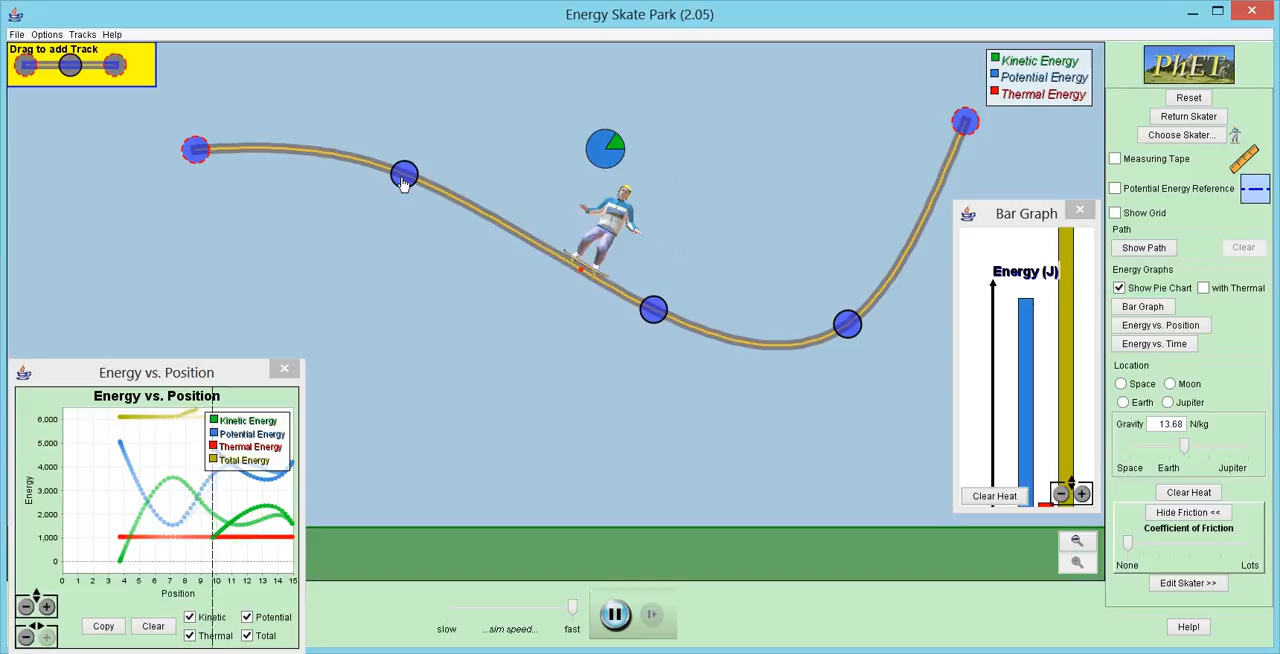 Energy Skate Park (2.05)
File Options Tracks Help
Drag to add Track
Kinetic Energy
Potential Energy
Thermal Energy
PhET
Reset
Return Skater
Choose Skater...
Measuring Tape
Potential Energy Reference
Show Grid
Path
Show Path Clear
Energy Graphs
Show Pie Chart with Thermal
Bar Graph
Energy vs. Position
Energy vs. Time
Location
Space Moon
Earth Jupiter
Gravity 13.68 N/kg
Space Earth Jupiter
Clear Heat
Hide Friction <<
Coefficient of Friction
None Lots
Edit Skater >>
Help!
Bar Graph
Energy (J)
Clear Heat
Energy vs. Position
Energy vs. Position
Kinetic Energy
Potential Energy
Thermal Energy
Total Energy
6,000
5,000
4,000
3,000
2,000
1,000
0
Energy
0 1 2 3 4 5 6 7 8 9 10 11 12 13 14 15
Position
Copy Clear
Kinetic Potential
Thermal Total
slow ...sim speed... fast